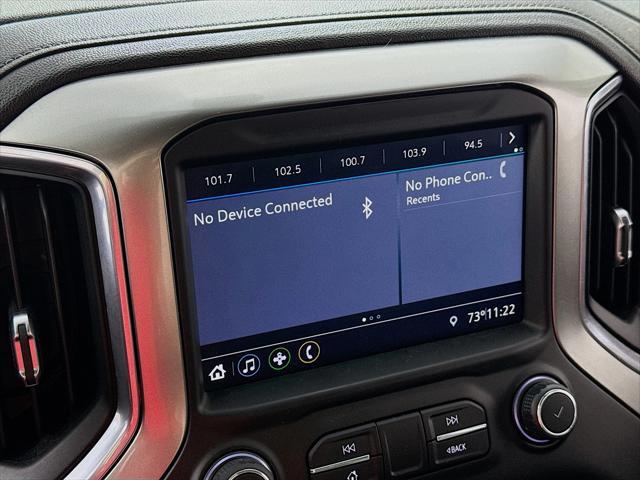 101.7 102.5 100.7 103.9 94.5
No Device Connected
No Phone Con..
Recents
73° 11:22
BACK